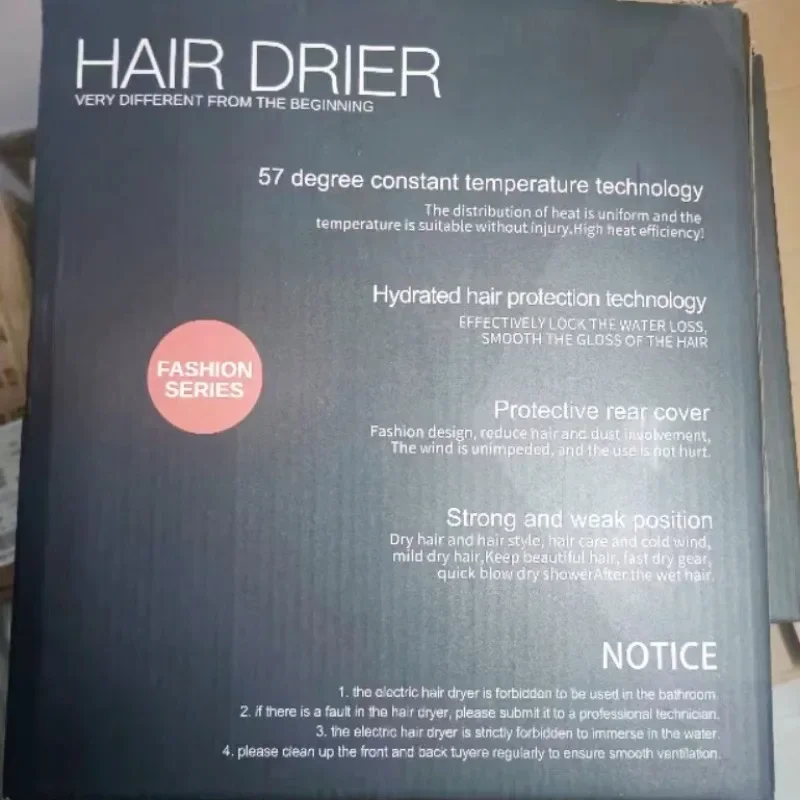 HAIR DRIER
VERY DIFFERENT FROM THE BEGINNING
57 degree constant temperature technology
The distribution of heat is uniform and the
temperature is suitable without injury.High heat efficiency!
Hydrated hair protection technology
EFFECTIVELY LOCK THE WATER LOSS,
SMOOTH THE GLOSS OF THE HAIR
FASHION
SERIES
Protective rear cover
Fashion design, reduce hair and dust involvement,
The wind is unimpeded, and the use is not hurt.
Strong and weak position
Dry hair and hair style, hair care and cold wind,
mild dry hair,Keep beautiful hair, fast dry gear,
quick blow dry showerAfter the wet hair.
NOTICE
1. the electric hair dryer is forbidden to be used in the bathroom.
2. if there is a fault in the hair dryer, please submit it to a professional technician.
3. the electric hair dryer is strictly forbidden to immerse in the water.
4. please clean up the front and back tuyere regularly to ensure smooth ventilation.